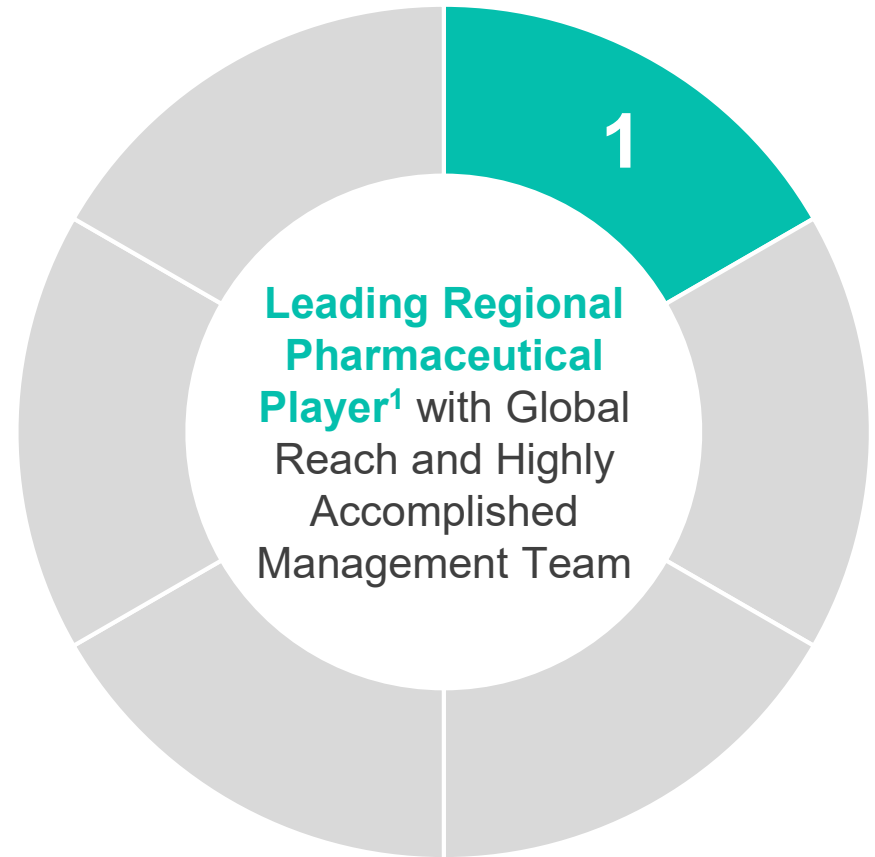 1
Leading Regional
Pharmaceutical
Player¹ with Global
Reach and Highly
Accomplished
Management Team